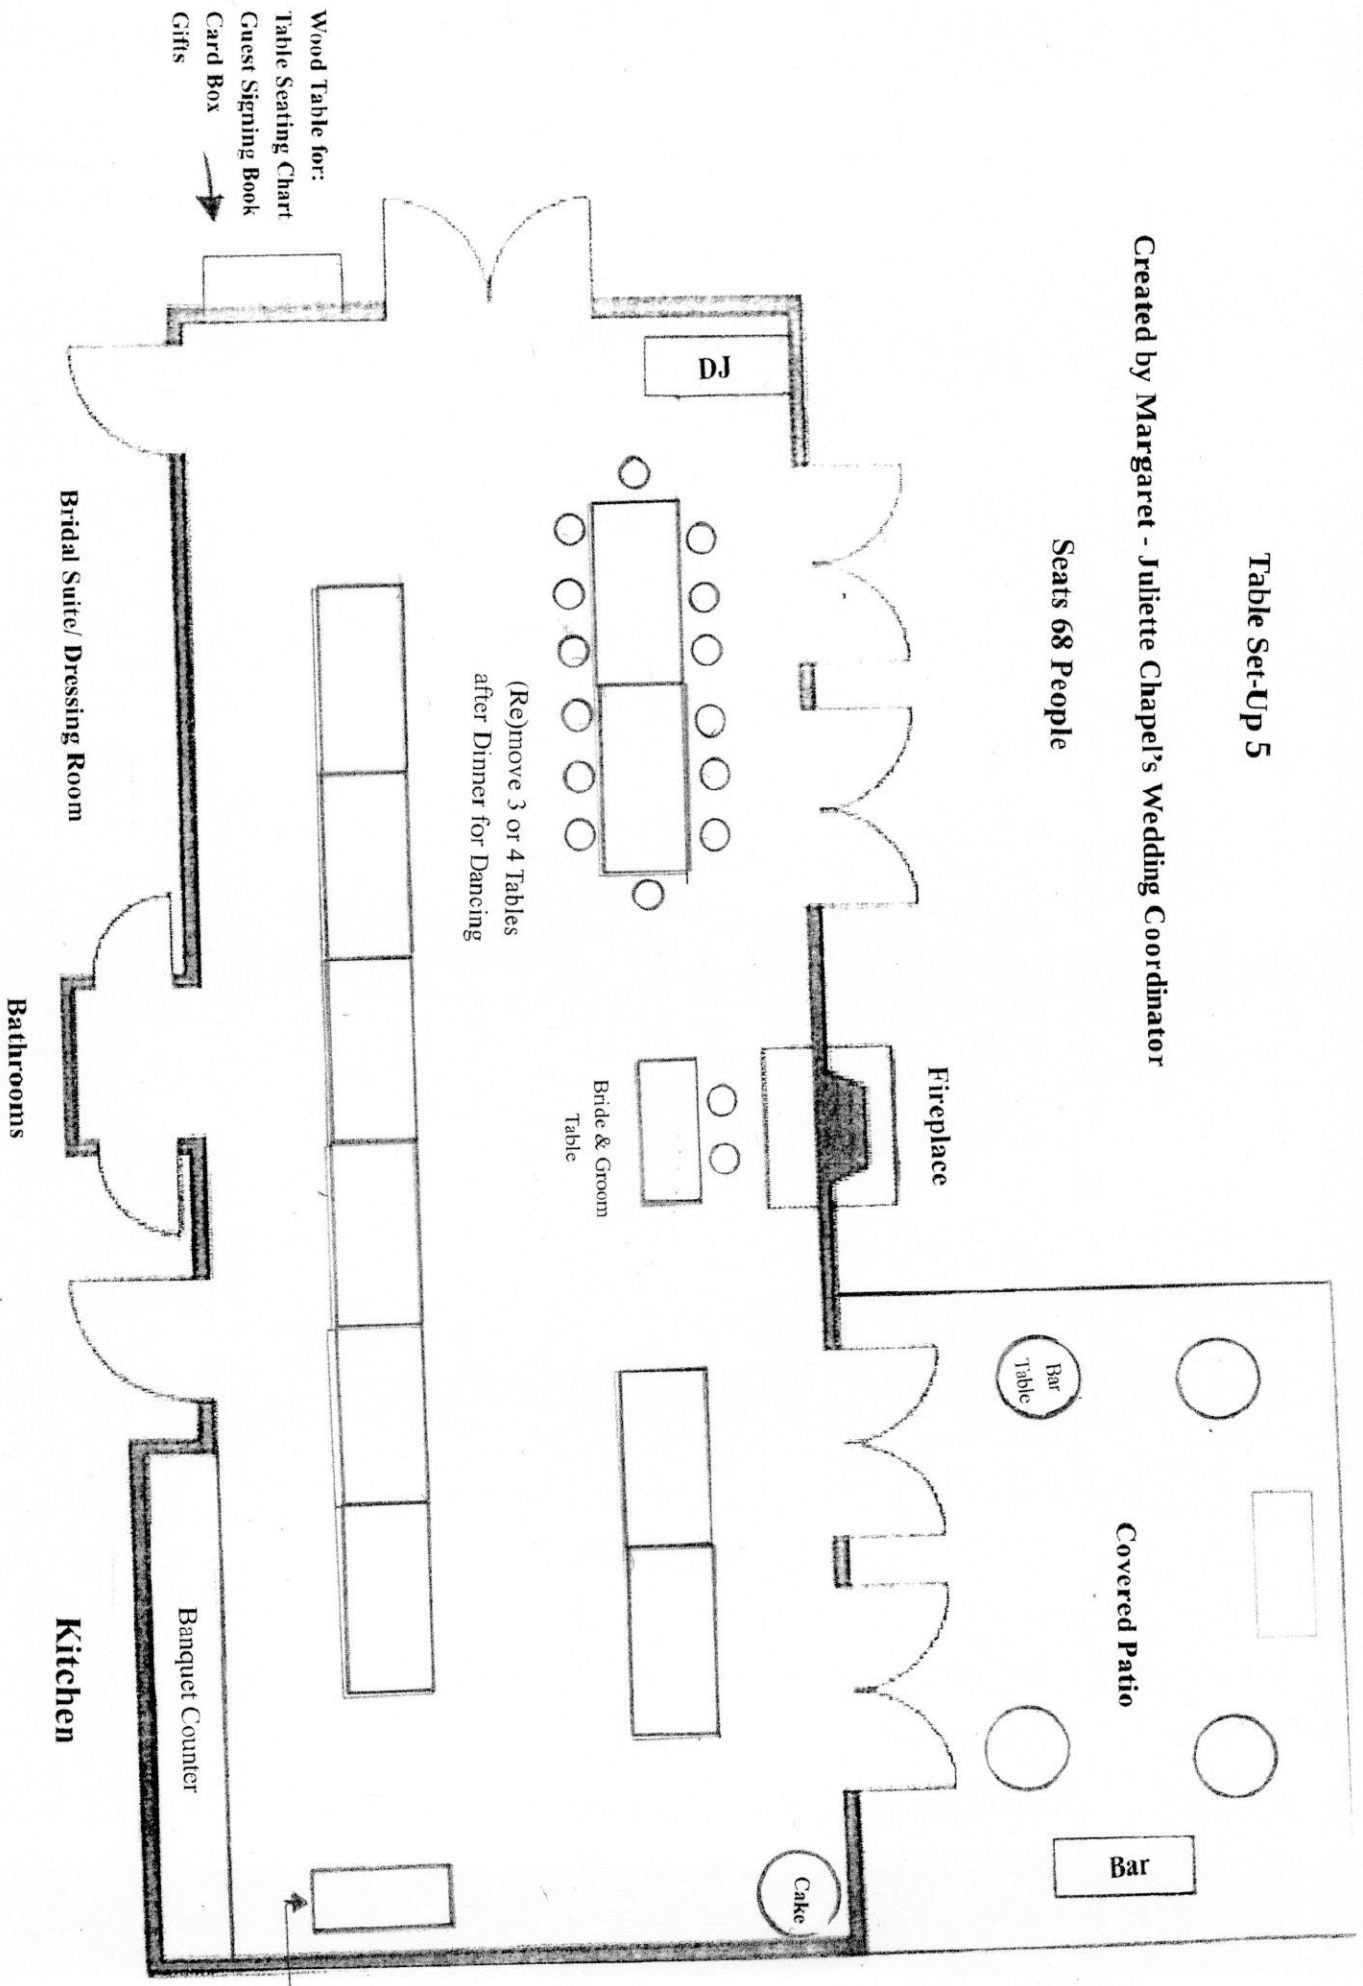 Table Set-Up 5
Created by Margaret - Juliette Chapel's Wedding Coordinator
Seats 68 People
Fireplace
Covered Patio
Bar
Table
Bar
Cake
DJ
Bride & Groom
Table
(Re)move 3 or 4 Tables
after Dinner for Dancing
Wood Table for:
Table Seating Chart
Guest Signing Book
Card Box
Gifts
Bridal Suite/ Dressing Room
Bathrooms
Banquet Counter
Kitchen